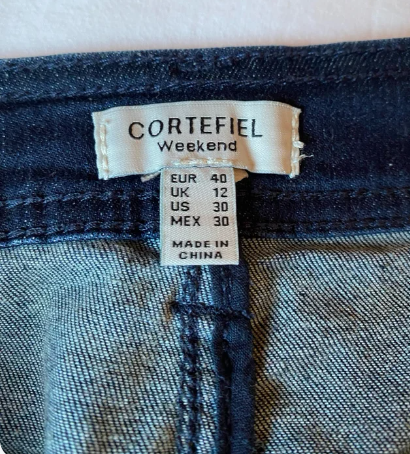 CORTEFIEL
Weekend
EUR 40
UK 12
US 30
MEX 30
MADE IN
CHINA